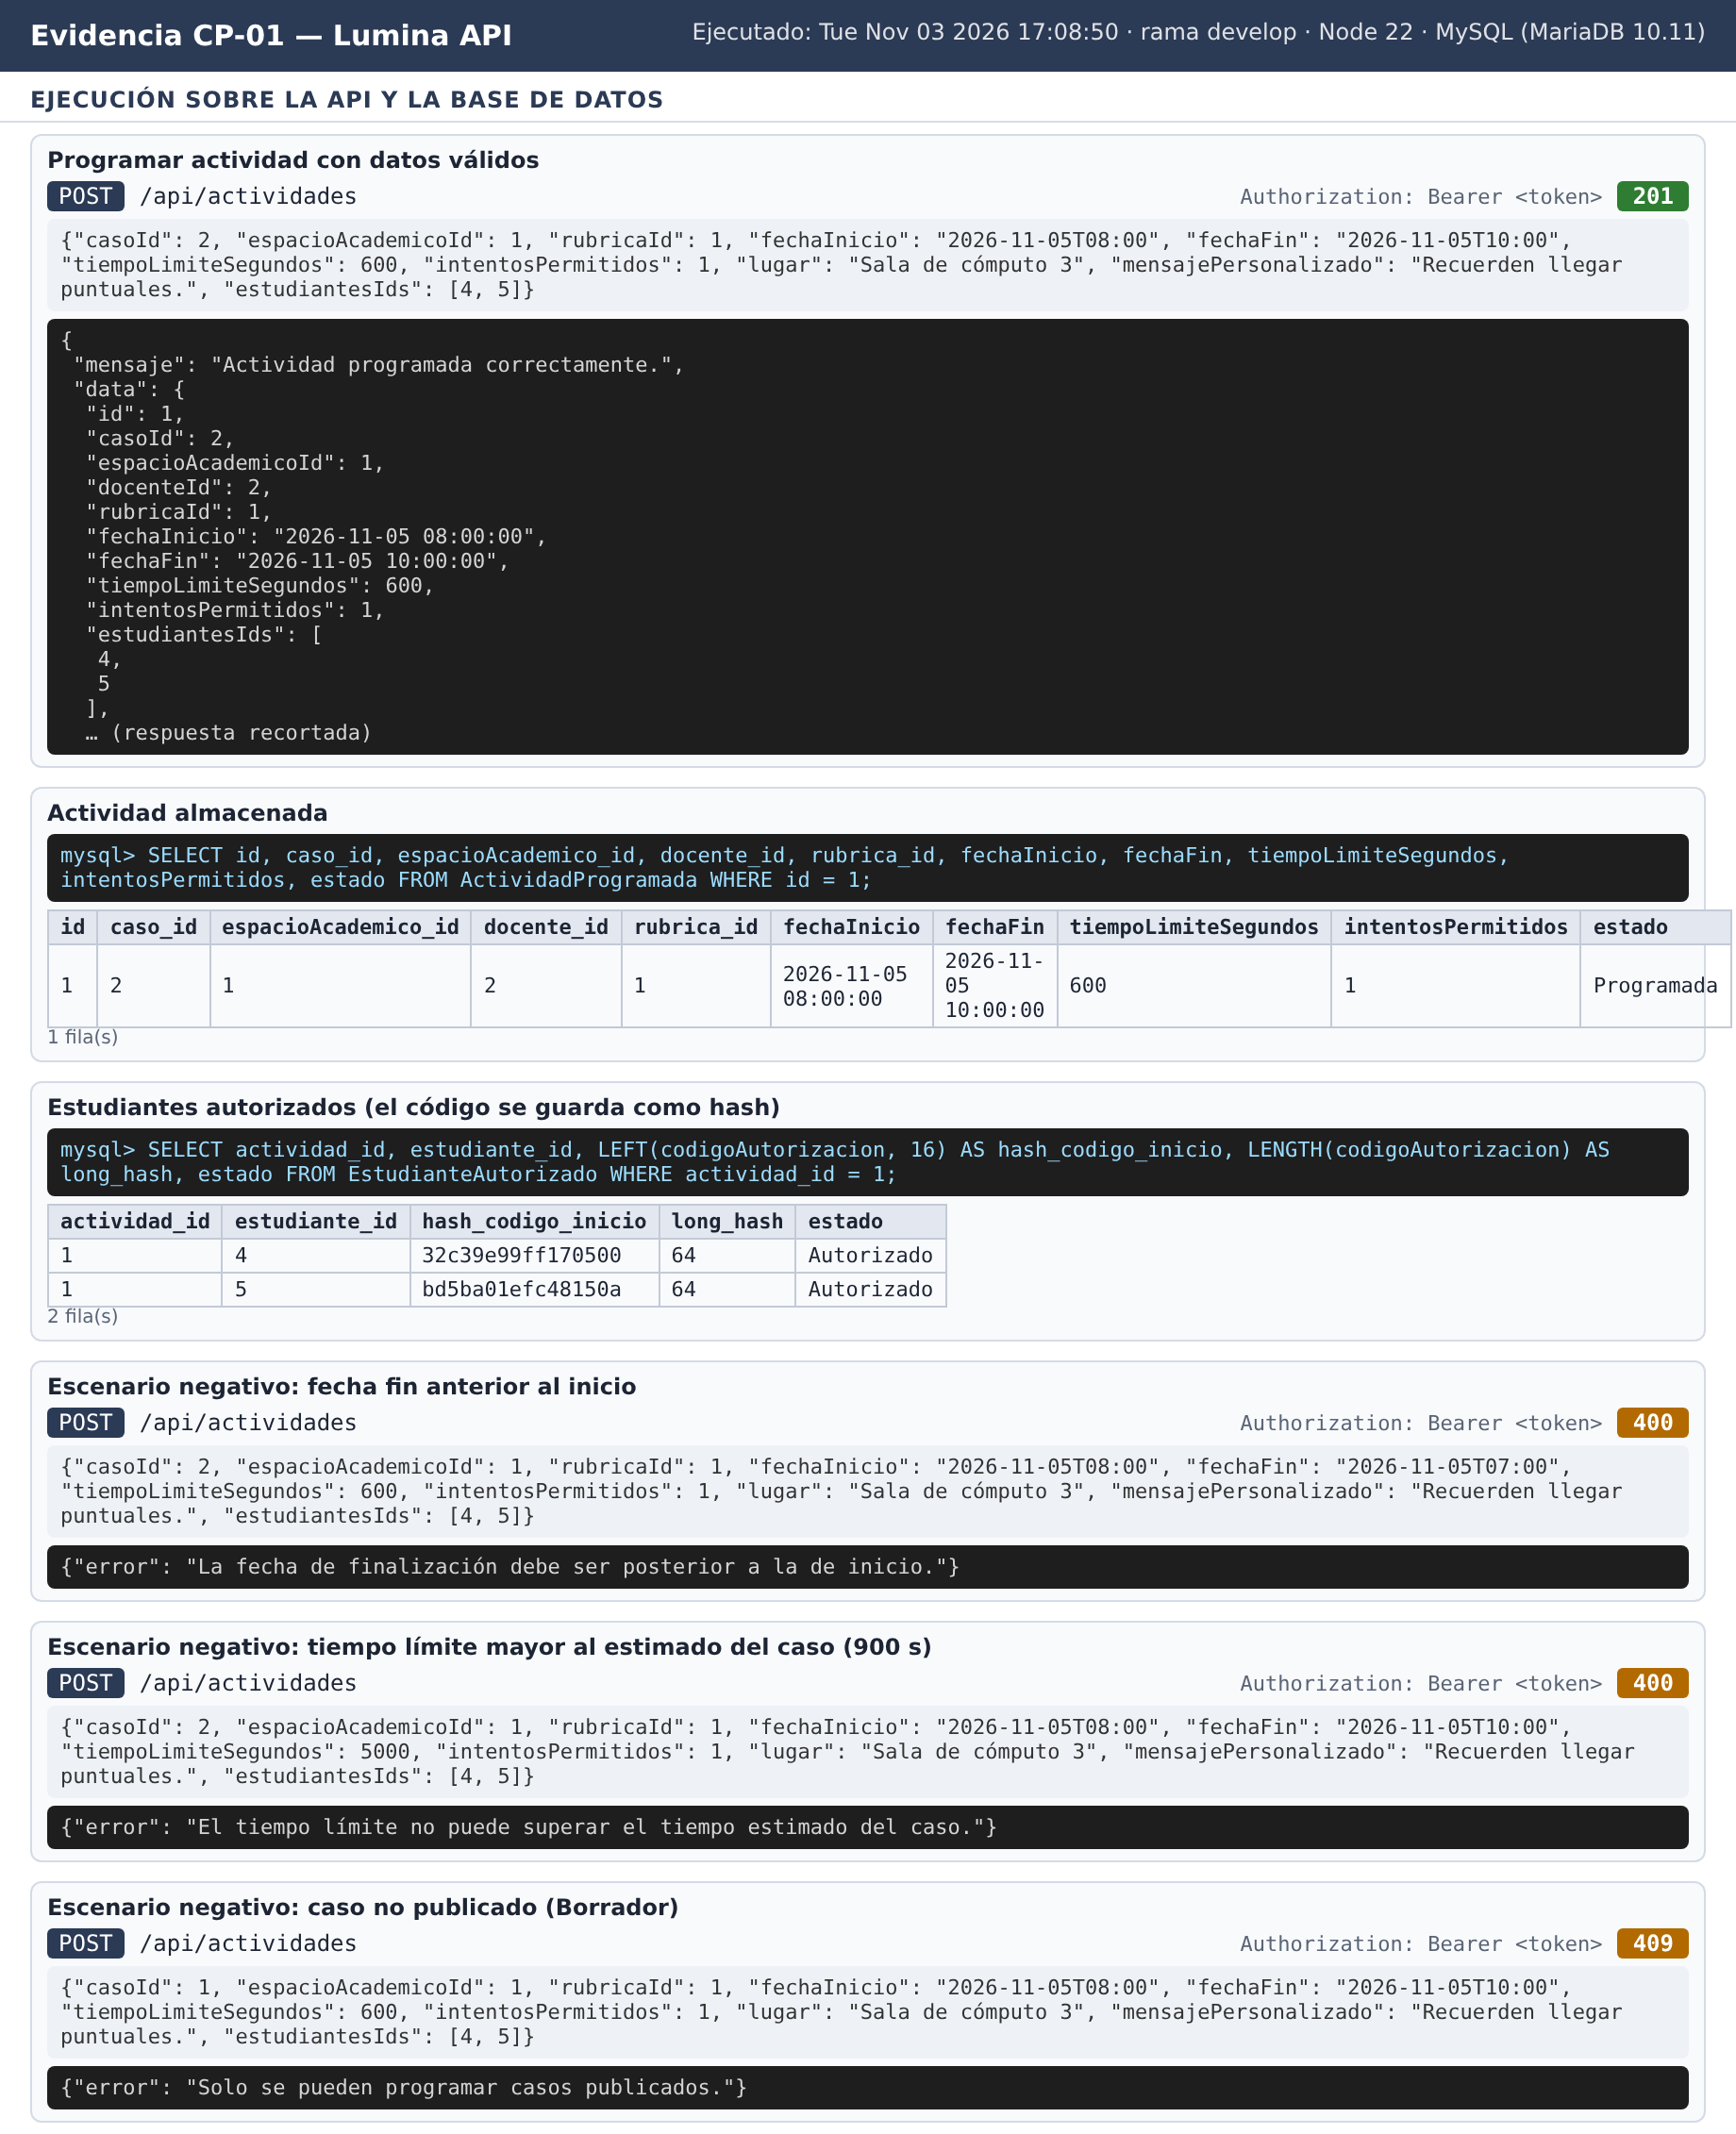 Evidencia CP-01 — Lumina API
Ejecutado: Tue Nov 03 2026 17:08:50 · rama develop · Node 22 · MySQL (MariaDB 10.11)
EJECUCIÓN SOBRE LA API Y LA BASE DE DATOS
Programar actividad con datos válidos
POST /api/actividades Authorization: Bearer <token> 201
{"casoId": 2, "espacioAcademicoId": 1, "rubricaId": 1, "fechaInicio": "2026-11-05T08:00", "fechaFin": "2026-11-05T10:00",
"tiempoLimiteSegundos": 600, "intentosPermitidos": 1, "lugar": "Sala de cómputo 3", "mensajePersonalizado": "Recuerden llegar
puntuales.", "estudiantesIds": [4, 5]}
{
"mensaje": "Actividad programada correctamente.",
"data": {
"id": 1,
"casoId": 2,
"espacioAcademicoId": 1,
"docenteId": 2,
"rubricaId": 1,
"fechaInicio": "2026-11-05 08:00:00",
"fechaFin": "2026-11-05 10:00:00",
"tiempoLimiteSegundos": 600,
"intentosPermitidos": 1,
"estudiantesIds": [
4,
5
],
… (respuesta recortada)
Actividad almacenada
mysql> SELECT id, caso_id, espacioAcademico_id, docente_id, rubrica_id, fechaInicio, fechaFin, tiempoLimiteSegundos,
intentosPermitidos, estado FROM ActividadProgramada WHERE id = 1;
id caso_id espacioAcademico_id docente_id rubrica_id fechaInicio fechaFin tiempoLimiteSegundos intentosPermitidos estado
1 2 1 2 1 2026-11-05 08:00:00 2026-11-05 10:00:00 600 1 Programada
1 fila(s)
Estudiantes autorizados (el código se guarda como hash)
mysql> SELECT actividad_id, estudiante_id, LEFT(codigoAutorizacion, 16) AS hash_codigo_inicio, LENGTH(codigoAutorizacion) AS
long_hash, estado FROM EstudianteAutorizado WHERE actividad_id = 1;
actividad_id estudiante_id hash_codigo_inicio long_hash estado
1 4 32c39e99ff170500 64 Autorizado
1 5 bd5ba01efc48150a 64 Autorizado
2 fila(s)
Escenario negativo: fecha fin anterior al inicio
POST /api/actividades Authorization: Bearer <token> 400
{"casoId": 2, "espacioAcademicoId": 1, "rubricaId": 1, "fechaInicio": "2026-11-05T08:00", "fechaFin": "2026-11-05T07:00",
"tiempoLimiteSegundos": 600, "intentosPermitidos": 1, "lugar": "Sala de cómputo 3", "mensajePersonalizado": "Recuerden llegar
puntuales.", "estudiantesIds": [4, 5]}
{"error": "La fecha de finalización debe ser posterior a la de inicio."}
Escenario negativo: tiempo límite mayor al estimado del caso (900 s)
POST /api/actividades Authorization: Bearer <token> 400
{"casoId": 2, "espacioAcademicoId": 1, "rubricaId": 1, "fechaInicio": "2026-11-05T08:00", "fechaFin": "2026-11-05T10:00",
"tiempoLimiteSegundos": 5000, "intentosPermitidos": 1, "lugar": "Sala de cómputo 3", "mensajePersonalizado": "Recuerden llegar
puntuales.", "estudiantesIds": [4, 5]}
{"error": "El tiempo límite no puede superar el tiempo estimado del caso."}
Escenario negativo: caso no publicado (Borrador)
POST /api/actividades Authorization: Bearer <token> 409
{"casoId": 1, "espacioAcademicoId": 1, "rubricaId": 1, "fechaInicio": "2026-11-05T08:00", "fechaFin": "2026-11-05T10:00",
"tiempoLimiteSegundos": 600, "intentosPermitidos": 1, "lugar": "Sala de cómputo 3", "mensajePersonalizado": "Recuerden llegar
puntuales.", "estudiantesIds": [4, 5]}
{"error": "Solo se pueden programar casos publicados."}